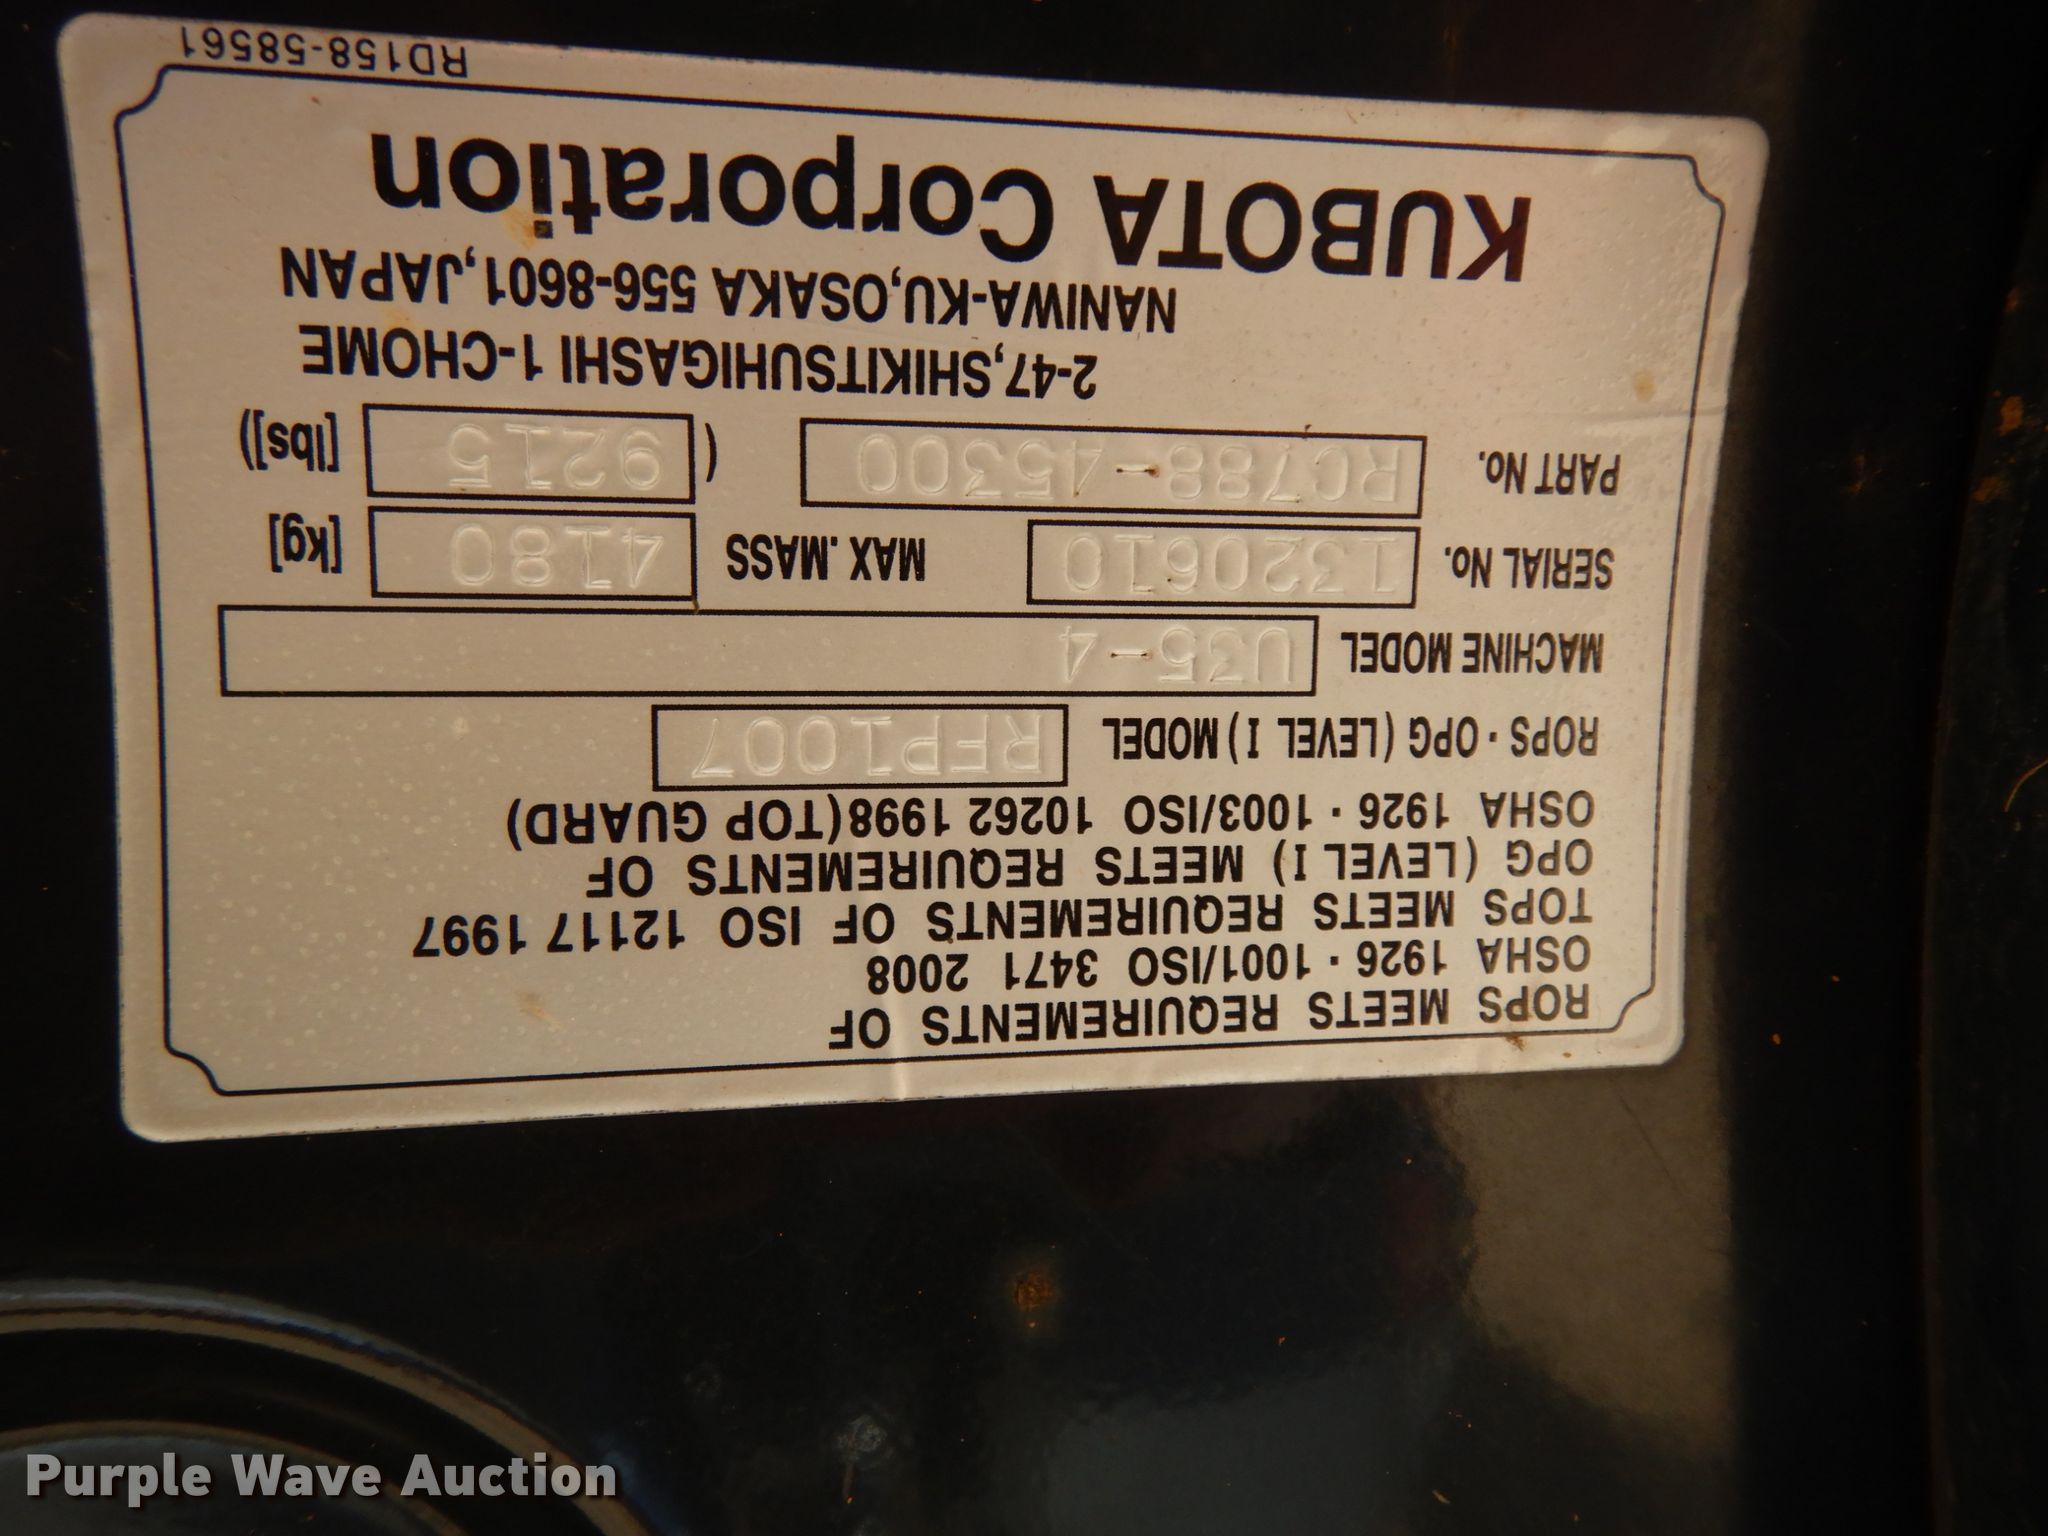 ROPS MEETS REQUIREMENTS OF
OSHA 1926・1001/ISO 3471 2008
TOPS MEETS REQUIREMENTS OF ISO 12117 1997
OPG (LEVEL I) MEETS REQUIREMENTS OF
OSHA 1926・1003/ISO 10262 1998(TOP GUARD)
ROPS・OPG (LEVEL I) MODEL RFP1007
MACHINE MODEL U35-4
SERIAL No. 1320610 MAX.MASS 4180 [kg]
PART No. RC788-45300 ( 9215 [lbs])
2-47,SHIKITSUHIGASHI 1-CHOME
NANIWA-KU,OSAKA 556-8601,JAPAN
KUBOTA Corporation
RD158-58561
Purple Wave Auction